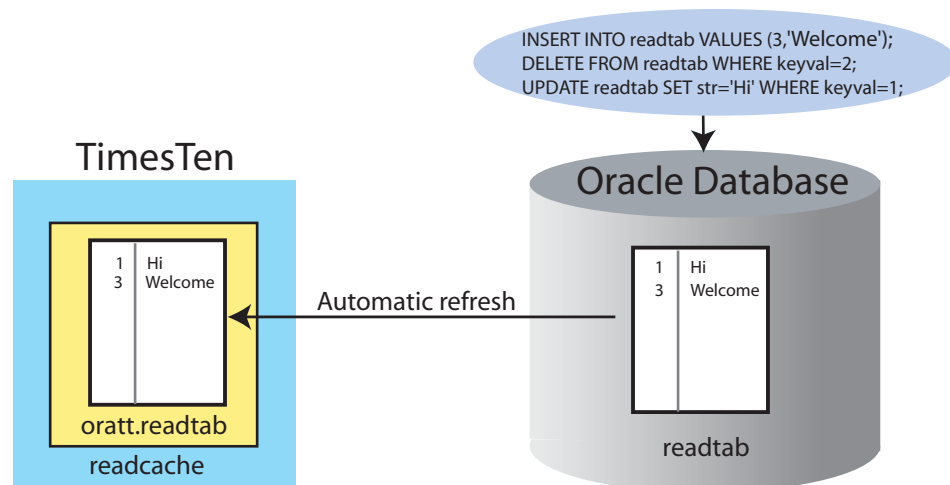 INSERT INTO readtab VALUES (3,'Welcome');
DELETE FROM readtab WHERE keyval=2;
UPDATE readtab SET str='Hi' WHERE keyval=1;
TimesTen
Oracle Database
1 Hi
3 Welcome
1 Hi
3 Welcome
Automatic refresh
oratt.readtab
readtab
readcache